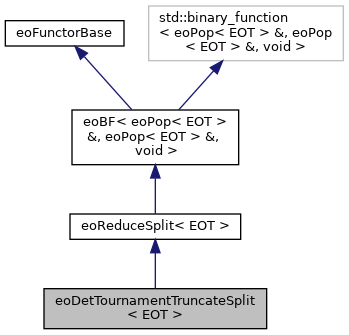 eoFunctorBase
std::binary_function
< eoPop< EOT > &, eoPop
< EOT > &, void >
eoBF< eoPop< EOT >
&, eoPop< EOT > &,
void >
eoReduceSplit< EOT >
eoDetTournamentTruncateSplit
< EOT >